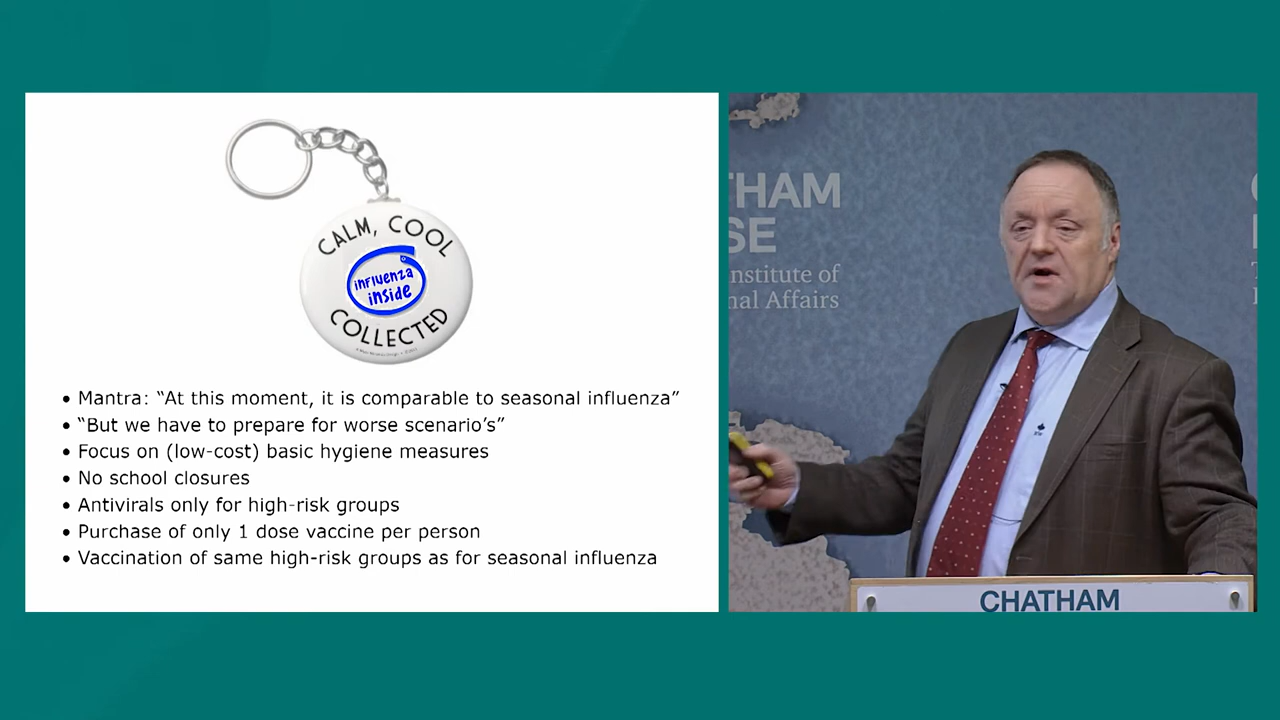 CALM, COOL
influenza
inside
COLLECTED
• Mantra: “At this moment, it is comparable to seasonal influenza”
• “But we have to prepare for worse scenario’s”
• Focus on (low-cost) basic hygiene measures
• No school closures
• Antivirals only for high-risk groups
• Purchase of only 1 dose vaccine per person
• Vaccination of same high-risk groups as for seasonal influenza
THAM
SE
nstitute of
nal Affairs
CHATHAM